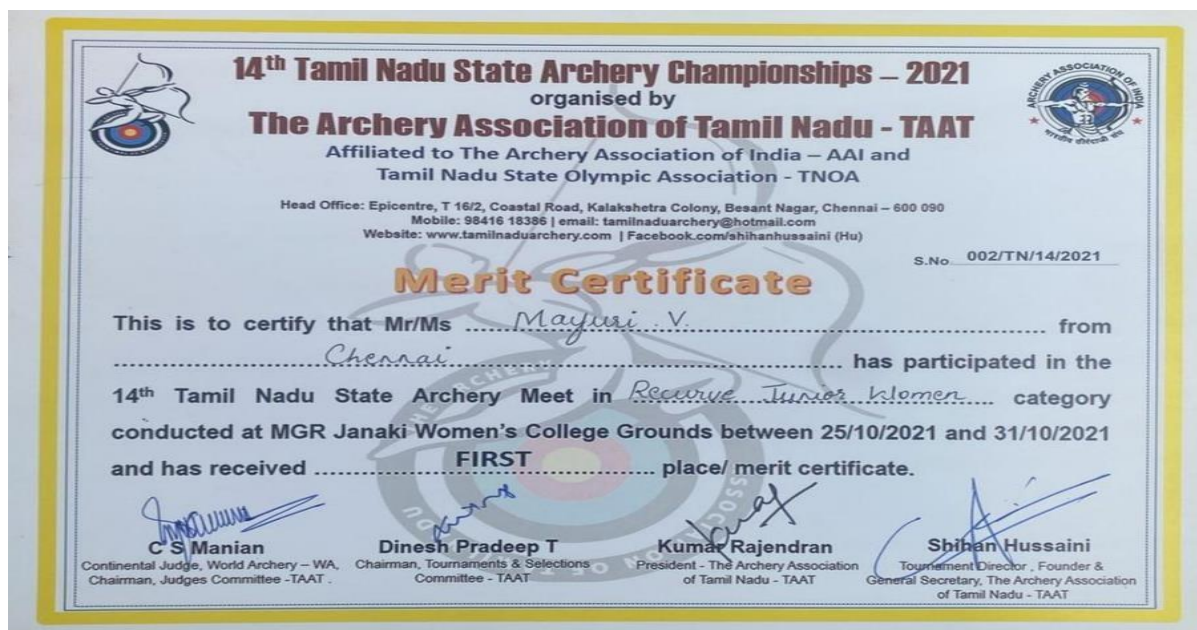 14th Tamil Nadu State Archery Championships – 2021
organised by
The Archery Association of Tamil Nadu - TAAT
Affiliated to The Archery Association of India – AAI and
Tamil Nadu State Olympic Association - TNOA
ARCHERY ASSOCIATION OF INDIA
भारतीय तीरंदाजी संघ
Head Office: Epicentre, T 16/2, Coastal Road, Kalakshetra Colony, Besant Nagar, Chennai – 600 090
Mobile: 98416 18386 | email: tamilnaduarchery@hotmail.com
Website: www.tamilnaduarchery.com | Facebook.com/shihanhussaini (Hu)
S.No 002/TN/14/2021
Merit Certificate
This is to certify that Mr/Ms ..... Mayuri .V. ..... from
..... Chennai ..... has participated in the
14th Tamil Nadu State Archery Meet in Recurve Junior Women .... category
conducted at MGR Janaki Women's College Grounds between 25/10/2021 and 31/10/2021
and has received ..... FIRST ..... place/ merit certificate.
C S Manian
Continental Judge, World Archery – WA,
Chairman, Judges Committee -TAAT .
Dinesh Pradeep T
Chairman, Tournaments & Selections
Committee - TAAT
Kumar Rajendran
President - The Archery Association
of Tamil Nadu - TAAT
Shihan Hussaini
Tournament Director , Founder &
General Secretary, The Archery Association
of Tamil Nadu - TAAT